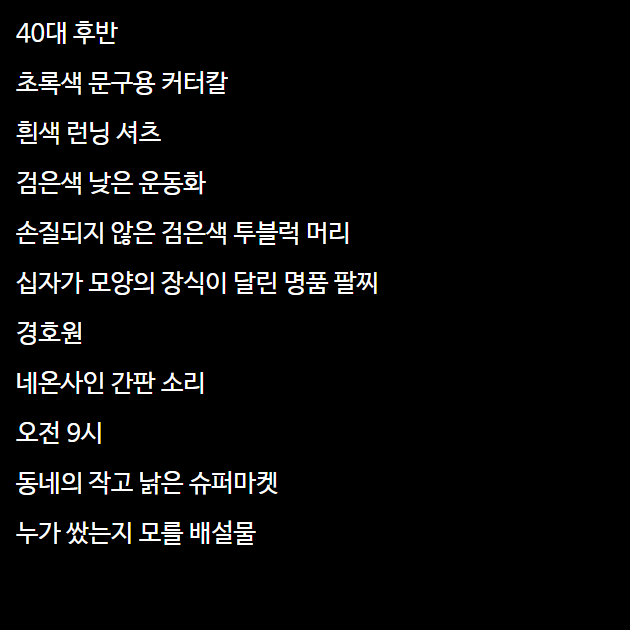 40대 후반
초록색 문구용 커터칼
흰색 런닝 셔츠
검은색 낮은 운동화
손질되지 않은 검은색 투블럭 머리
십자가 모양의 장식이 달린 명품 팔찌
경호원
네온사인 간판 소리
오전 9시
동네의 작고 낡은 슈퍼마켓
누가 쌌는지 모를 배설물